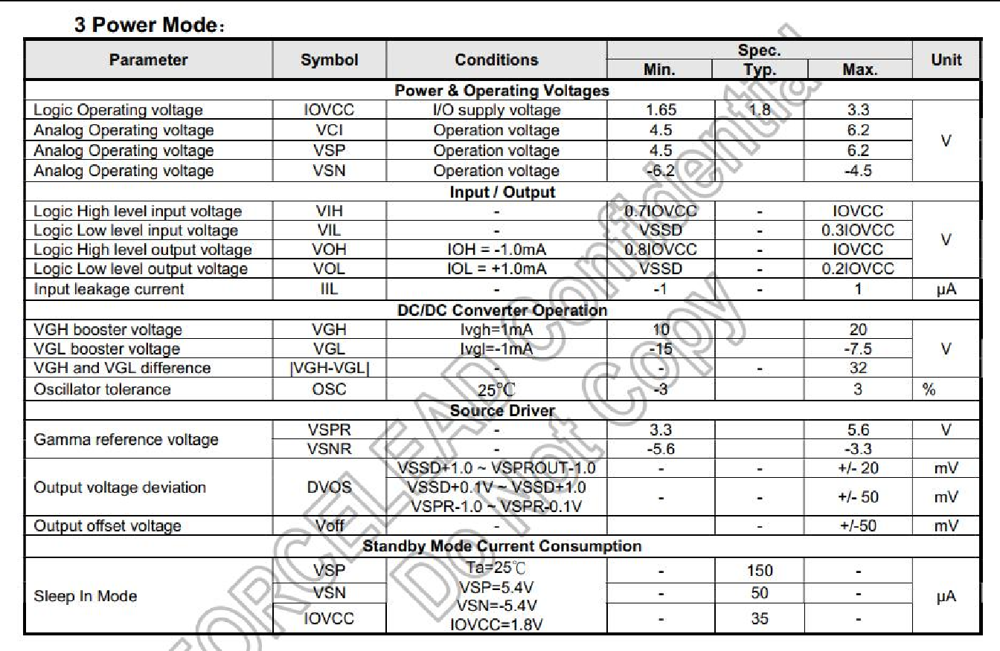 3 Power Mode：
Parameter Symbol Conditions Spec. Unit
Min. Typ. Max.
Power & Operating Voltages
Logic Operating voltage IOVCC I/O supply voltage 1.65 1.8 3.3 V
Analog Operating voltage VCI Operation voltage 4.5 6.2
Analog Operating voltage VSP Operation voltage 4.5 6.2
Analog Operating voltage VSN Operation voltage -6.2 -4.5
Input / Output
Logic High level input voltage VIH - 0.7IOVCC - IOVCC V
Logic Low level input voltage VIL - VSSD - 0.3IOVCC
Logic High level output voltage VOH IOH = -1.0mA 0.8IOVCC - IOVCC
Logic Low level output voltage VOL IOL = +1.0mA VSSD - 0.2IOVCC
Input leakage current IIL - -1 - 1 µA
DC/DC Converter Operation
VGH booster voltage VGH Ivgh=1mA 10 20 V
VGL booster voltage VGL Ivgl=-1mA -15 -7.5
VGH and VGL difference |VGH-VGL| - - - 32
Oscillator tolerance OSC 25℃ -3 3 %
Source Driver
Gamma reference voltage VSPR - 3.3 5.6 V
VSNR - -5.6 -3.3
Output voltage deviation DVOS VSSD+1.0 ~ VSPROUT-1.0 - - +/- 20 mV
VSSD+0.1V ~ VSSD+1.0 - - +/- 50 mV
VSPR-1.0 ~ VSPR-0.1V
Output offset voltage Voff - - +/-50 mV
Standby Mode Current Consumption
Sleep In Mode VSP Ta=25℃ - 150 - µA
VSN VSP=5.4V - 50 -
VSN=-5.4V
IOVCC IOVCC=1.8V - 35 -
FORCELEAD Confidential
Do Not Copy